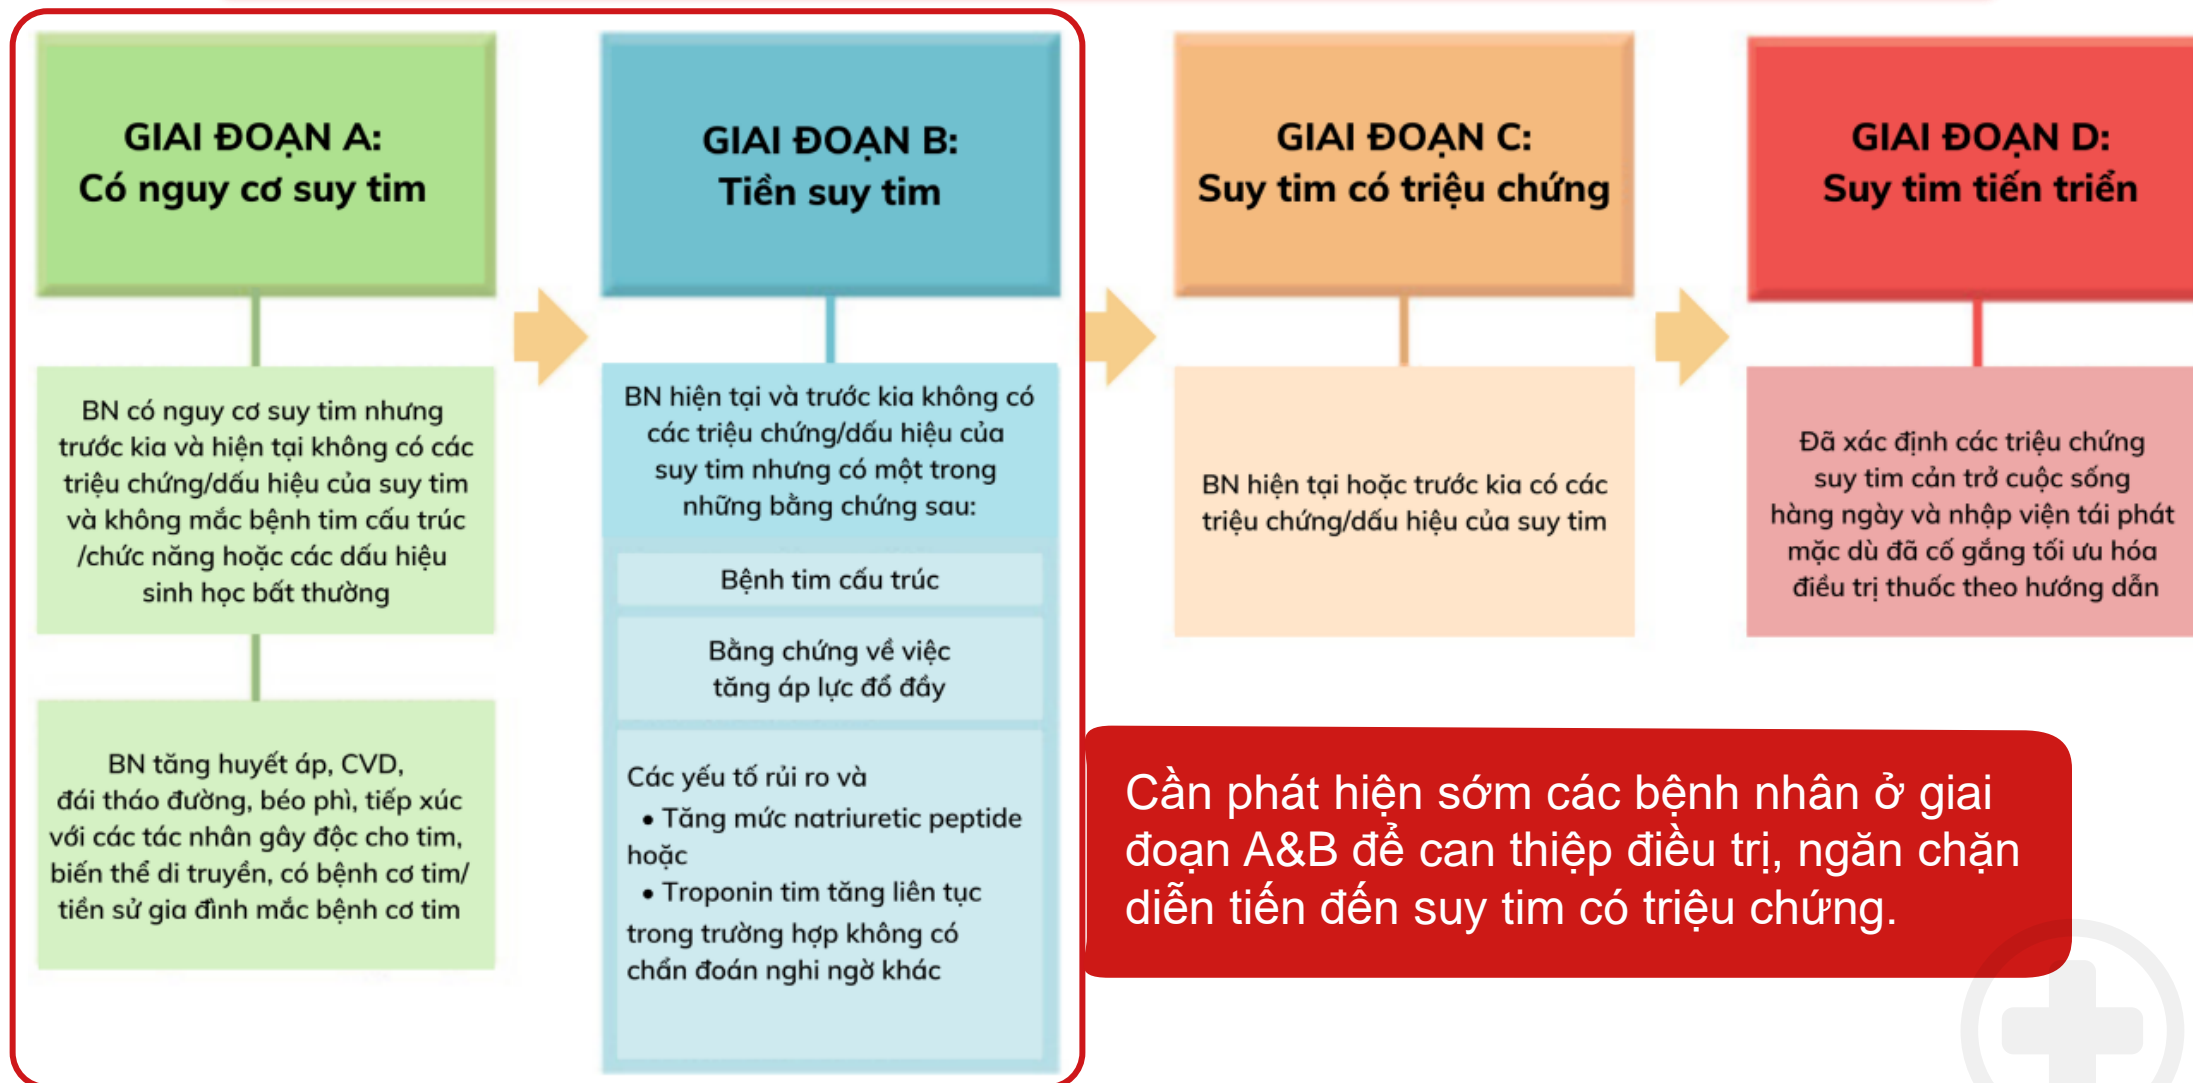 GIAI ĐOẠN A:
Có nguy cơ suy tim
BN có nguy cơ suy tim nhưng
trước kia và hiện tại không có các
triệu chứng/dấu hiệu của suy tim
và không mắc bệnh tim cấu trúc
/chức năng hoặc các dấu hiệu
sinh học bất thường
BN tăng huyết áp, CVD,
đái tháo đường, béo phì, tiếp xúc
với các tác nhân gây độc cho tim,
biến thể di truyền, có bệnh cơ tim/
tiền sử gia đình mắc bệnh cơ tim
GIAI ĐOẠN B:
Tiền suy tim
BN hiện tại và trước kia không có
các triệu chứng/dấu hiệu của
suy tim nhưng có một trong
những bằng chứng sau:
Bệnh tim cấu trúc
Bằng chứng về việc
tăng áp lực đổ đầy
Các yếu tố rủi ro và
• Tăng mức natriuretic peptide
hoặc
• Troponin tim tăng liên tục
trong trường hợp không có
chẩn đoán nghi ngờ khác
GIAI ĐOẠN C:
Suy tim có triệu chứng
BN hiện tại hoặc trước kia có các
triệu chứng/dấu hiệu của suy tim
GIAI ĐOẠN D:
Suy tim tiến triển
Đã xác định các triệu chứng
suy tim cản trở cuộc sống
hàng ngày và nhập viện tái phát
mặc dù đã cố gắng tối ưu hóa
điều trị thuốc theo hướng dẫn
Cần phát hiện sớm các bệnh nhân ở giai
đoạn A&B để can thiệp điều trị, ngăn chặn
diễn tiến đến suy tim có triệu chứng.